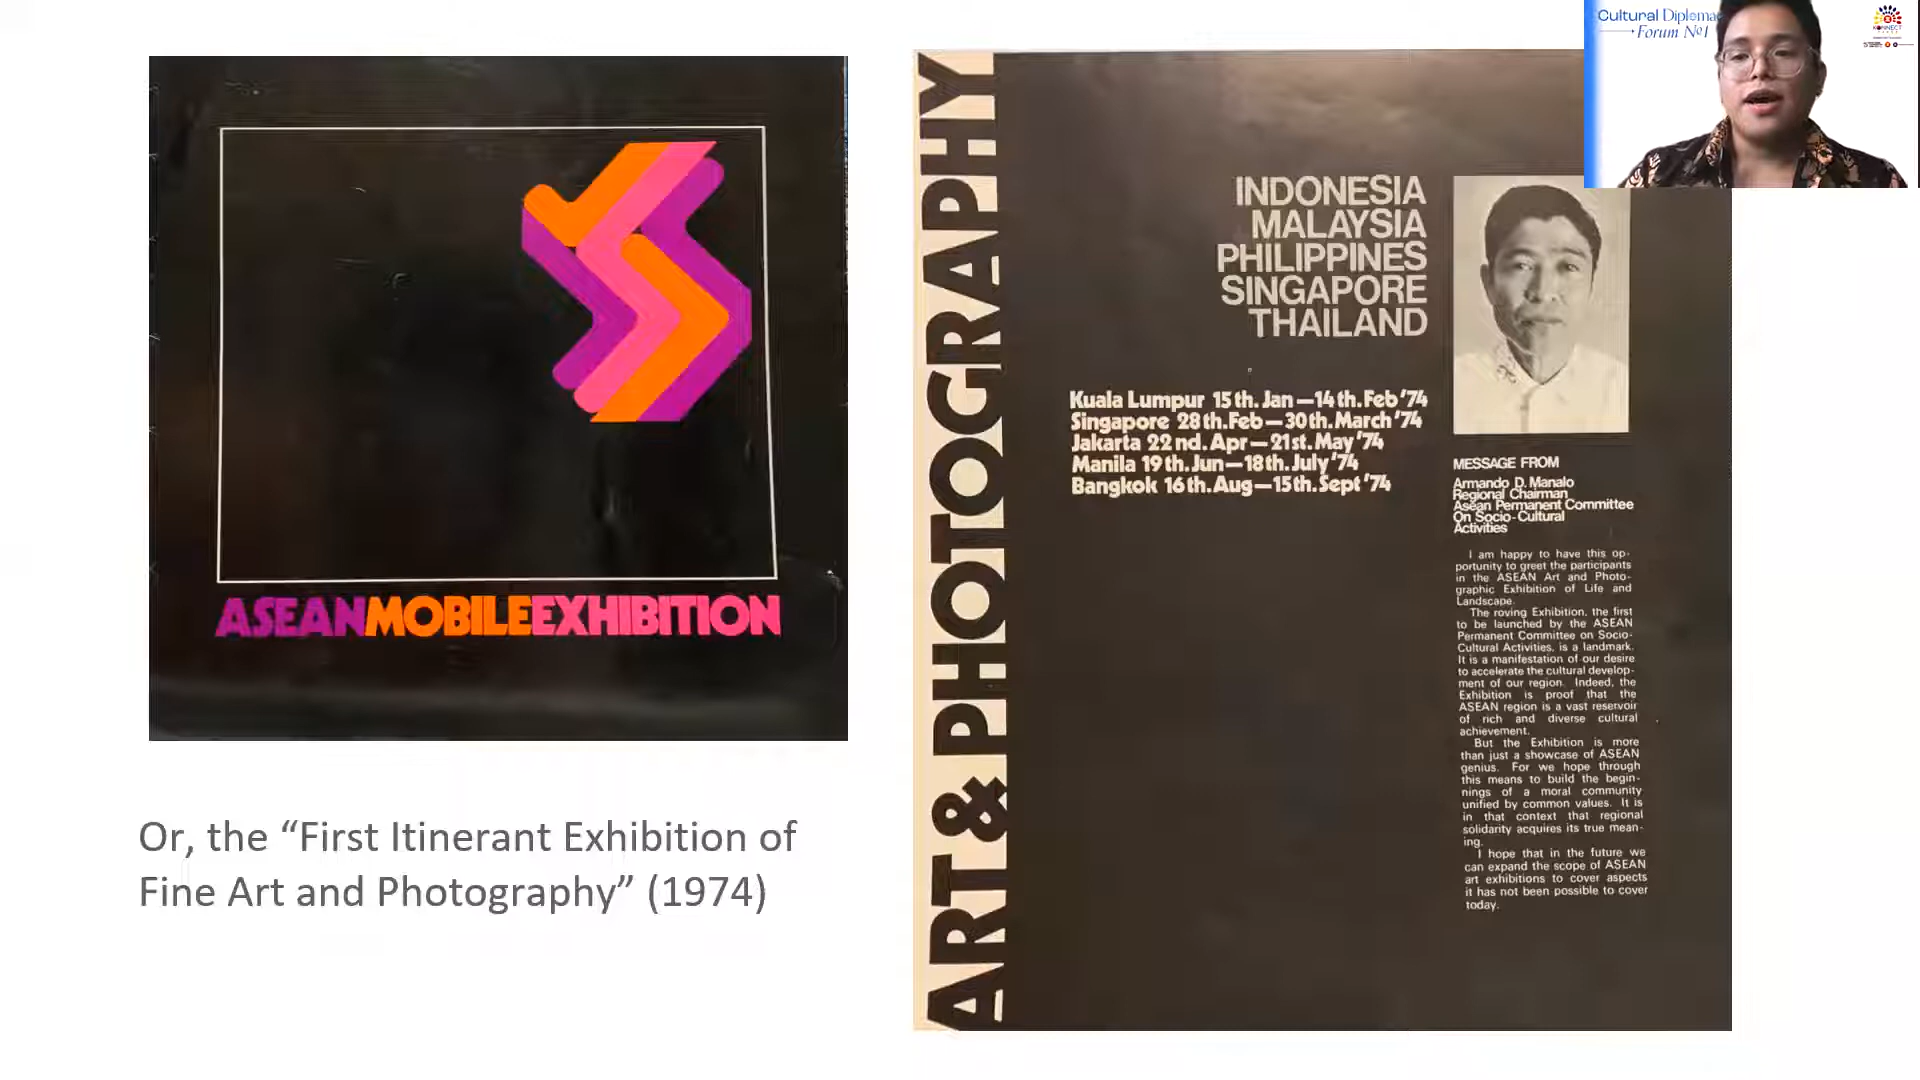 ASEANMOBILEEXHIBITION
Or, the “First Itinerant Exhibition of
Fine Art and Photography” (1974)
ART & PHOTOGRAPHY
INDONESIA
MALAYSIA
PHILIPPINES
SINGAPORE
THAILAND
Kuala Lumpur 15th. Jan—14th. Feb '74
Singapore 28th. Feb—30th. March '74
Jakarta 22nd. Apr—21st. May '74
Manila 19th. Jun—18th. July '74
Bangkok 16th. Aug—15th. Sept '74
MESSAGE FROM
Armando D. Manalo
Regional Chairman
Asean Permanent Committee
On Socio-Cultural
Activities
I am happy to have this op-
portunity to greet the participants
in the ASEAN Art and Photo-
graphic Exhibition of Life and
Landscape.
The roving Exhibition, the first
to be launched by the ASEAN
Permanent Committee on Socio-
Cultural Activities, is a landmark.
It is a manifestation of our desire
to accelerate the cultural develop-
ment of our region. Indeed, the
Exhibition is proof that the
ASEAN region is a vast reservoir
of rich and diverse cultural
achievement.
But the Exhibition is more
than just a showcase of ASEAN
genius. For we hope through
this means to build the begin-
nings of a moral community
unified by common values. It is
in that context that regional
solidarity acquires its true mean-
ing.
I hope that in the future we
can expand the scope of ASEAN
art exhibitions to cover aspects
it has not been possible to cover
today.
Cultural Diplomac
Forum Nº1
KONNECT